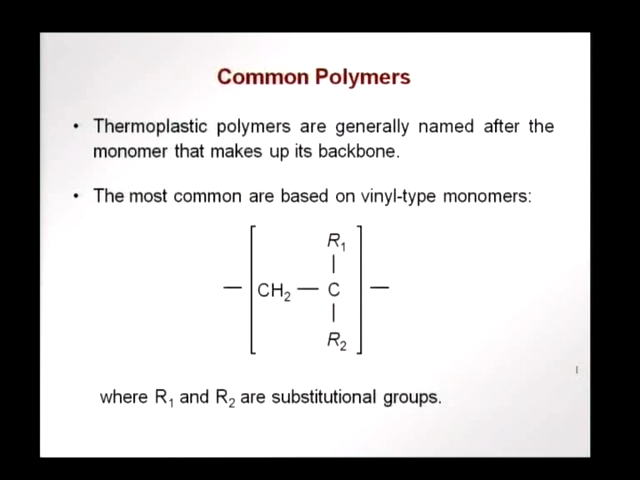 Common Polymers
• Thermoplastic polymers are generally named after the
monomer that makes up its backbone.
• The most common are based on vinyl-type monomers:
R₁
CH₂ — C
R₂
where R₁ and R₂ are substitutional groups.